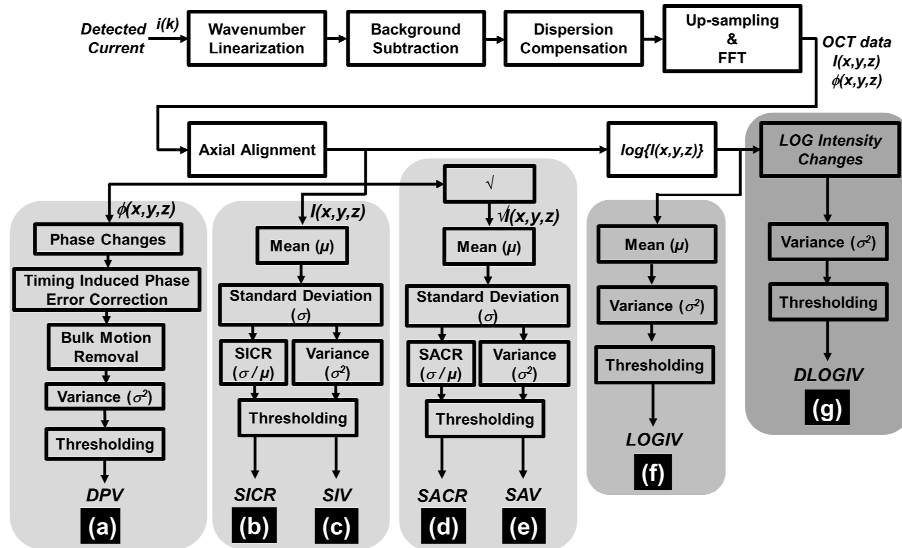 Detected
Current
i(k)
Wavenumber
Linearization
Background
Subtraction
Dispersion
Compensation
Up-sampling
&
FFT
OCT data
I(x,y,z)
ϕ(x,y,z)
Axial Alignment
log{I(x,y,z)}
LOG Intensity
Changes
√
ϕ(x,y,z)
I(x,y,z)
√I(x,y,z)
Phase Changes
Timing Induced Phase
Error Correction
Bulk Motion
Removal
Variance (σ²)
Thresholding
DPV
(a)
Mean (µ)
Standard Deviation
(σ)
SICR
(σ/µ)
Variance
(σ²)
Thresholding
SICR
SIV
(b)
(c)
Mean (µ)
Standard Deviation
(σ)
SACR
(σ/µ)
Variance
(σ²)
Thresholding
SACR
SAV
(d)
(e)
Mean (µ)
Variance (σ²)
Thresholding
LOGIV
(f)
Variance (σ²)
Thresholding
DLOGIV
(g)